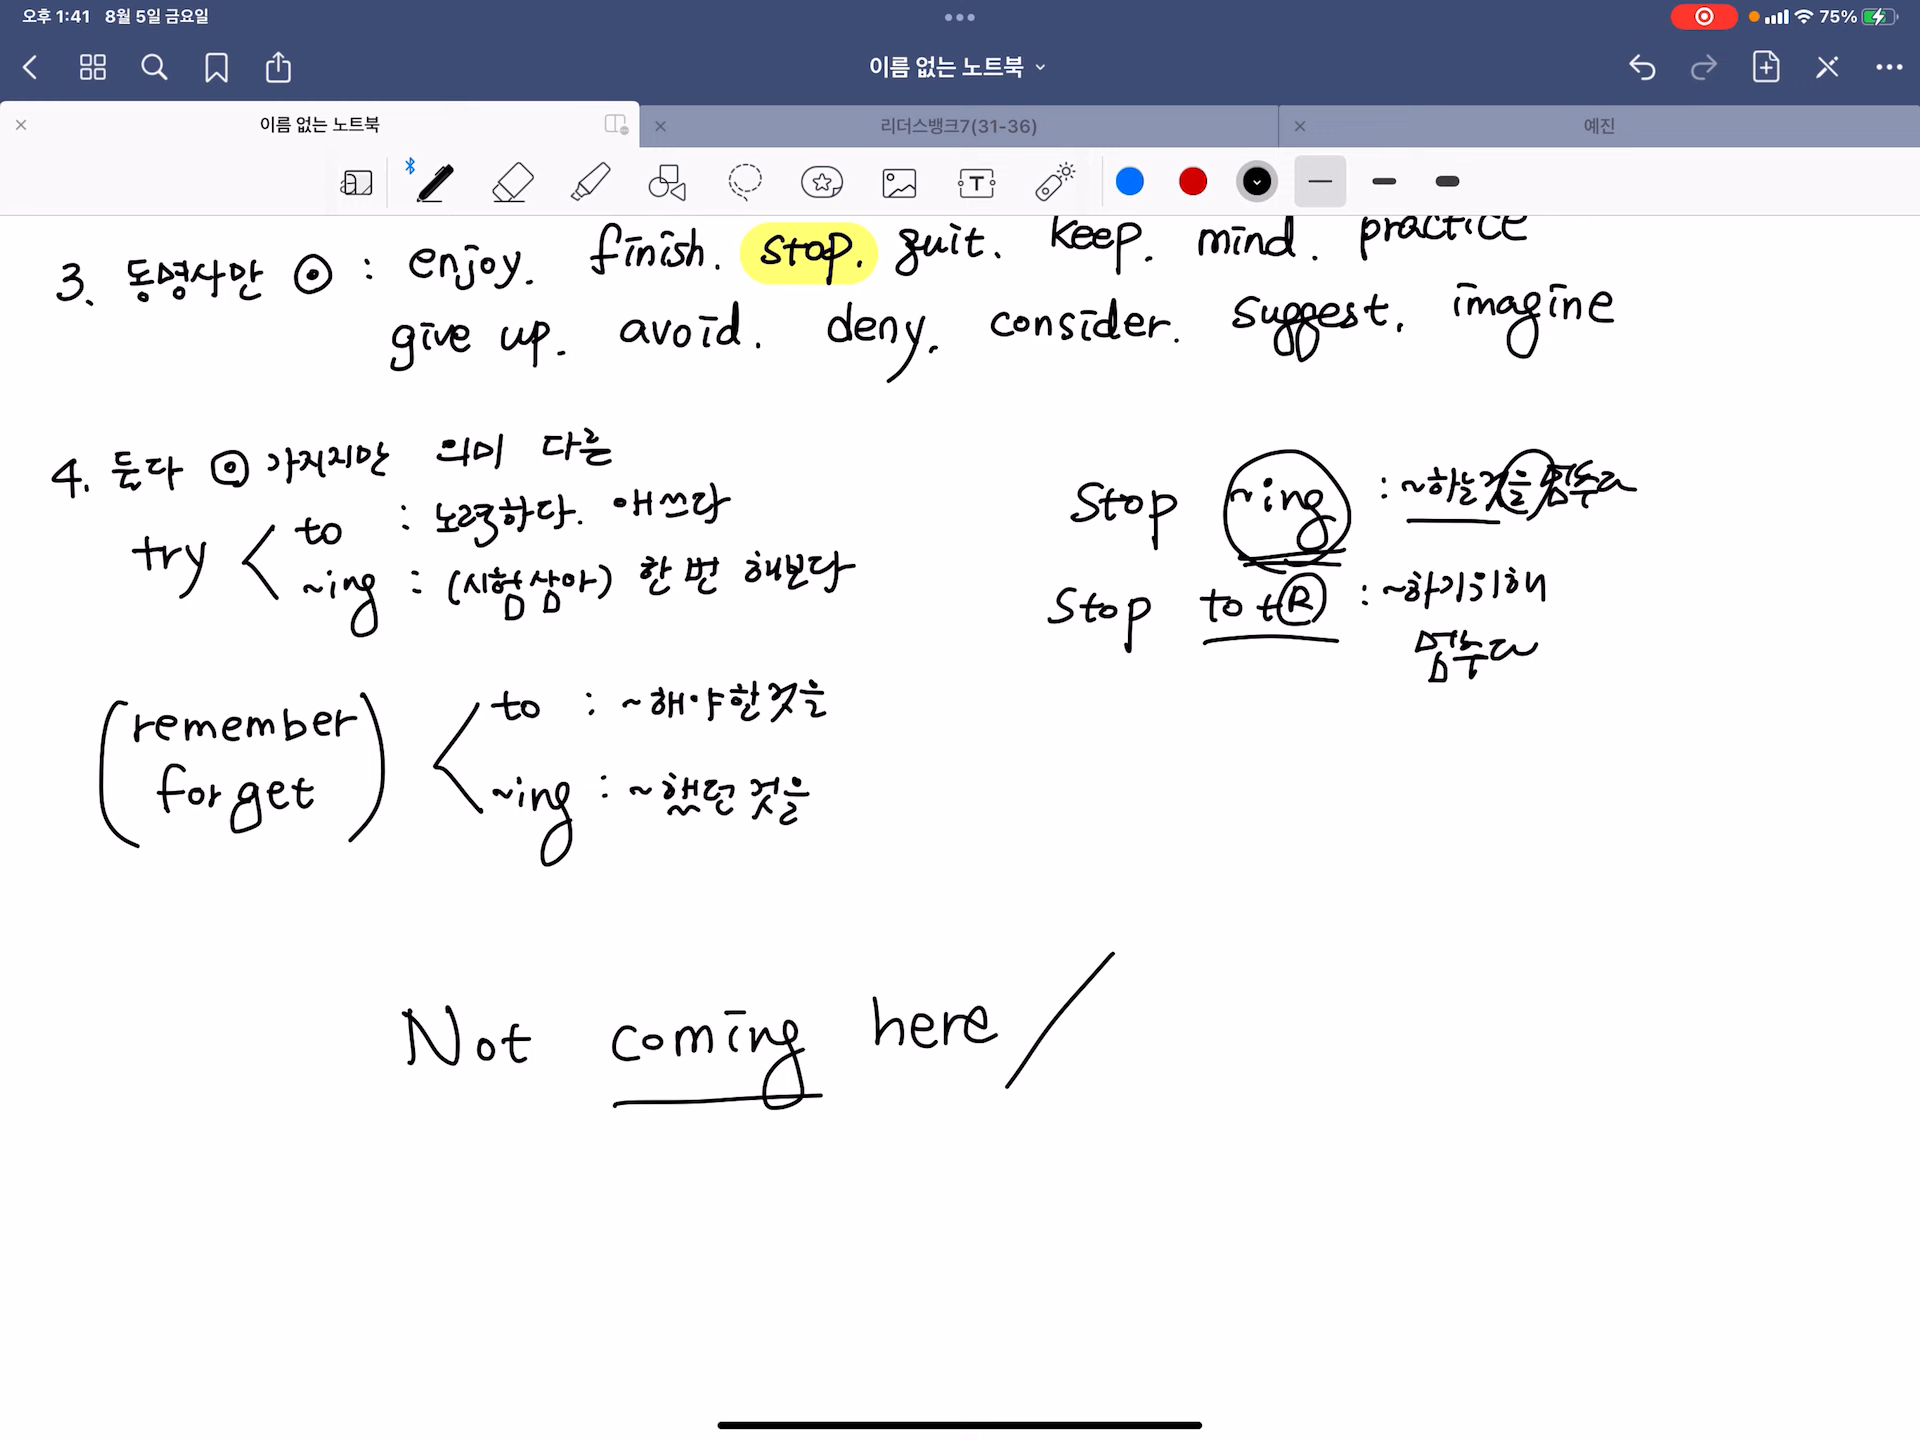 오후 1:41 8월 5일 금요일
75%
이름 없는 노트북
이름 없는 노트북
리더스뱅크7(31-36)
예진
3. 동명사만 ⊙ : enjoy. finish. stop. quit. keep. mind. practice
give up. avoid. deny. consider. suggest. imagine
4. 둘다 ⊙ 가지지만 의미 다름
try < to : 노력하다. 애쓰다
~ing : (시험삼아) 한 번 해보다
Stop ~ing : ~하는것을 멈추다
Stop to + R : ~하기위해
멈추다
(remember
forget) < to : ~해야한것을
~ing : ~했던 것을
Not coming here /